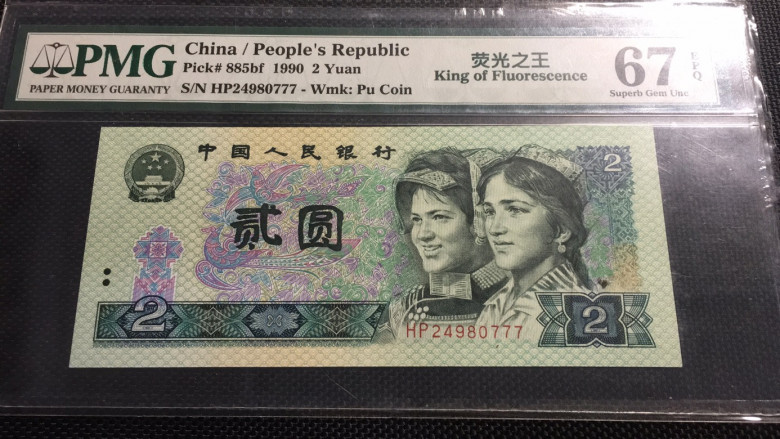 PMG
PAPER MONEY GUARANTY
China / People's Republic
Pick# 885bf 1990 2 Yuan
S/N HP24980777 - Wmk: Pu Coin
荧光之王
King of Fluorescence
67 EPQ
Superb Gem Unc
中国人民银行
2
贰圆
2
HP24980777
2